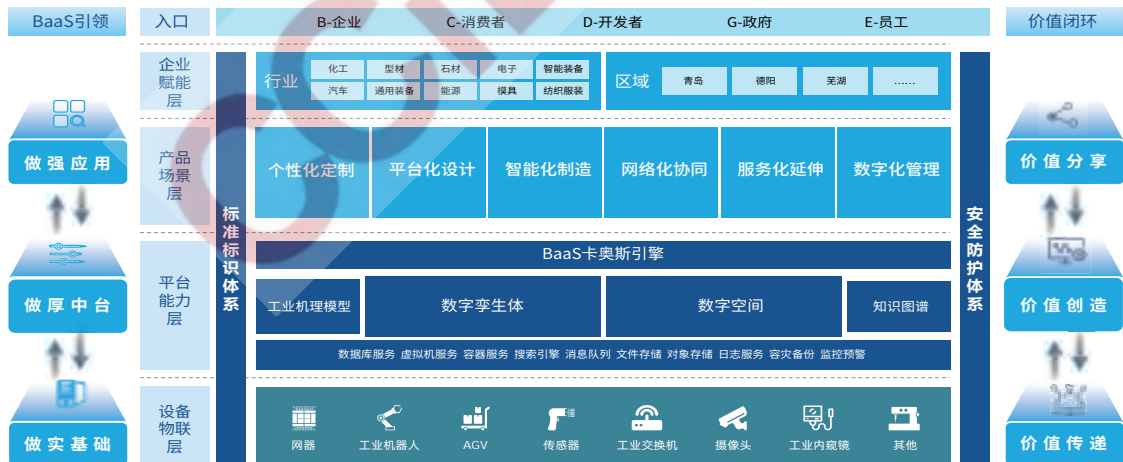 BaaS引领
入口
B-企业
C-消费者
D-开发者
G-政府
E-员工
价值闭环
做强应用
做厚中台
做实基础
企业
赋能
层
行业
化工
型材
石材
电子
智能装备
汽车
通用装备
能源
模具
纺织服装
区域
青岛
德阳
芜湖
......
产品
场景
层
个性化定制
平台化设计
智能化制造
网络化协同
服务化延伸
数字化管理
标准标识体系
安全防护体系
平台
能力
层
BaaS卡奥斯引擎
工业机理模型
数字孪生体
数字空间
知识图谱
数据库服务 虚拟机服务 容器服务 搜索引擎 消息队列 文件存储 对象存储 日志服务 容灾备份 监控预警
设备
物联
层
网器
工业机器人
AGV
传感器
工业交换机
摄像头
工业内窥镜
其他
价值分享
价值创造
价值传递